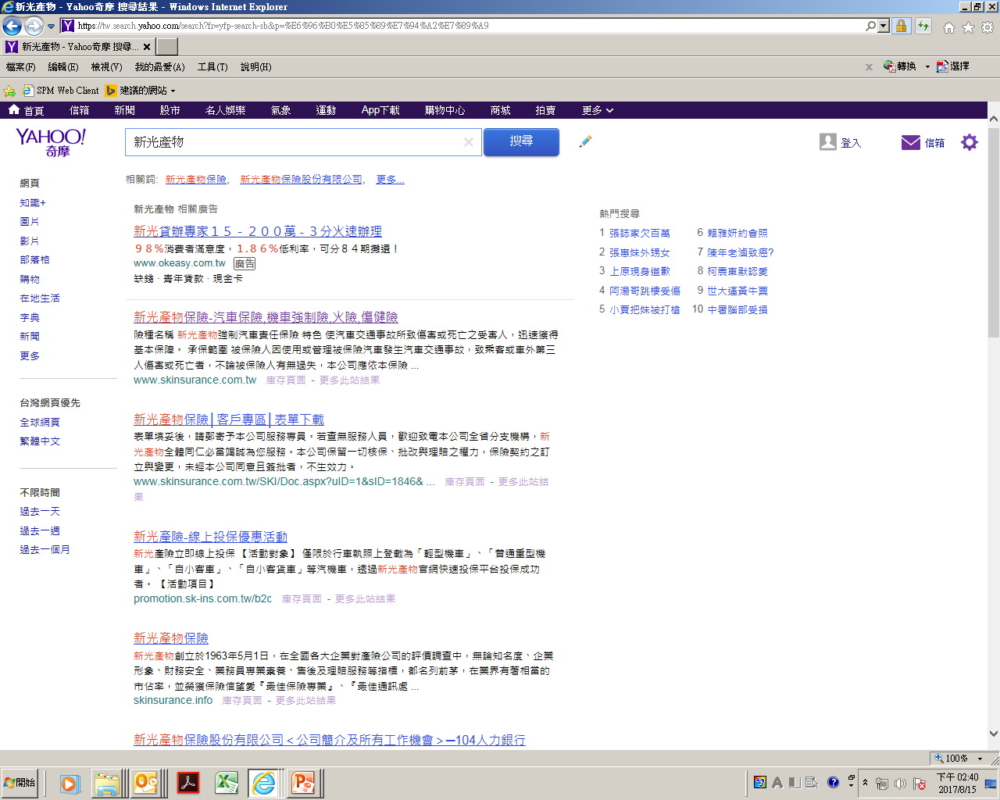 新光產物 - Yahoo奇摩 搜尋結果 - Windows Internet Explorer
https://tw.search.yahoo.com/search?fr=yfp-search-sb&p=%E6%96%B0%E5%85%89%E7%94%A2%E7%89%A9
新光產物 - Yahoo奇摩 搜尋...
檔案(F) 編輯(E) 檢視(V) 我的最愛(A) 工具(T) 說明(H)
轉換 選擇
SPM Web Client 建議的網站
首頁 信箱 新聞 股市 名人娛樂 氣象 運動 App下載 購物中心 商城 拍賣 更多
YAHOO!
奇摩
新光產物
搜尋
登入 信箱
相關詞: 新光產物保險, 新光產物保險股份有限公司, 更多...
網頁
知識+
圖片
影片
部落格
購物
在地生活
字典
新聞
更多
台灣網頁優先
全球網頁
繁體中文
不限時間
過去一天
過去一週
過去一個月
新光產物 相關廣告
新光貸辦專家１５－２００萬－３分火速辦理
９８%消費者滿意度，１.８６%低利率，可分８４期攤還！
www.okeasy.com.tw 廣告
缺錢 · 青年貸款 · 現金卡
新光產物保險-汽車保險,機車強制險,火險,傷健險
險種名稱 新光產物強制汽車責任保險 特色 使汽車交通事故所致傷害或死亡之受害人，迅速獲得
基本保障。 承保範圍 被保險人因使用或管理被保險汽車發生汽車交通事故，致乘客或車外第三
人傷害或死亡者，不論被保險人有無過失，本公司應依本保險 ...
www.skinsurance.com.tw 庫存頁面 - 更多此站結果
新光產物保險│客戶專區│表單下載
表單填妥後，請郵寄予本公司服務專員。若查無服務人員，歡迎致電本公司全省分支機構，新
光產物全體同仁必當竭誠為您服務。本公司保留一切核保、批改與理賠之權力，保險契約之訂
立與變更，未經本公司同意且簽批者，不生效力。
www.skinsurance.com.tw/SKI/Doc.aspx?uID=1&sID=1846& ... 庫存頁面 - 更多此站結
果
新光產險-線上投保優惠活動
新光產險立即線上投保 【活動對象】 僅限於行車執照上登載為「輕型機車」、「普通重型機
車」、「自小客車」、「自小客貨車」等汽機車，透過新光產物官網快速投保平台投保成功
者。 【活動項目】
promotion.sk-ins.com.tw/b2c 庫存頁面 - 更多此站結果
新光產物保險
新光產物創立於1963年5月1日，在全國各大企業對產險公司的評價調查中，無論知名度、企業
形象、財務安全、業務員專業素養、售後及理賠服務等指標，都名列前茅，在業界有著相當的
市佔率，並榮獲保險信望愛『最佳保險專業』、『最佳通訊處 ...
skinsurance.info 庫存頁面 - 更多此站結果
新光產物保險股份有限公司＜公司簡介及所有工作機會＞─104人力銀行
熱門搜尋
1 張誌家欠百萬 6 賴雅妍約會照
2 張惠妹外甥女 7 陳年老滷致癌?
3 上原現身道歉 8 柯震東默認愛
4 阿湯哥跳樓受傷 9 世大運黃牛票
5 小賈把妹被打槍 10 中暑腦部受損
100%
開始
下午 02:40
2017/8/15